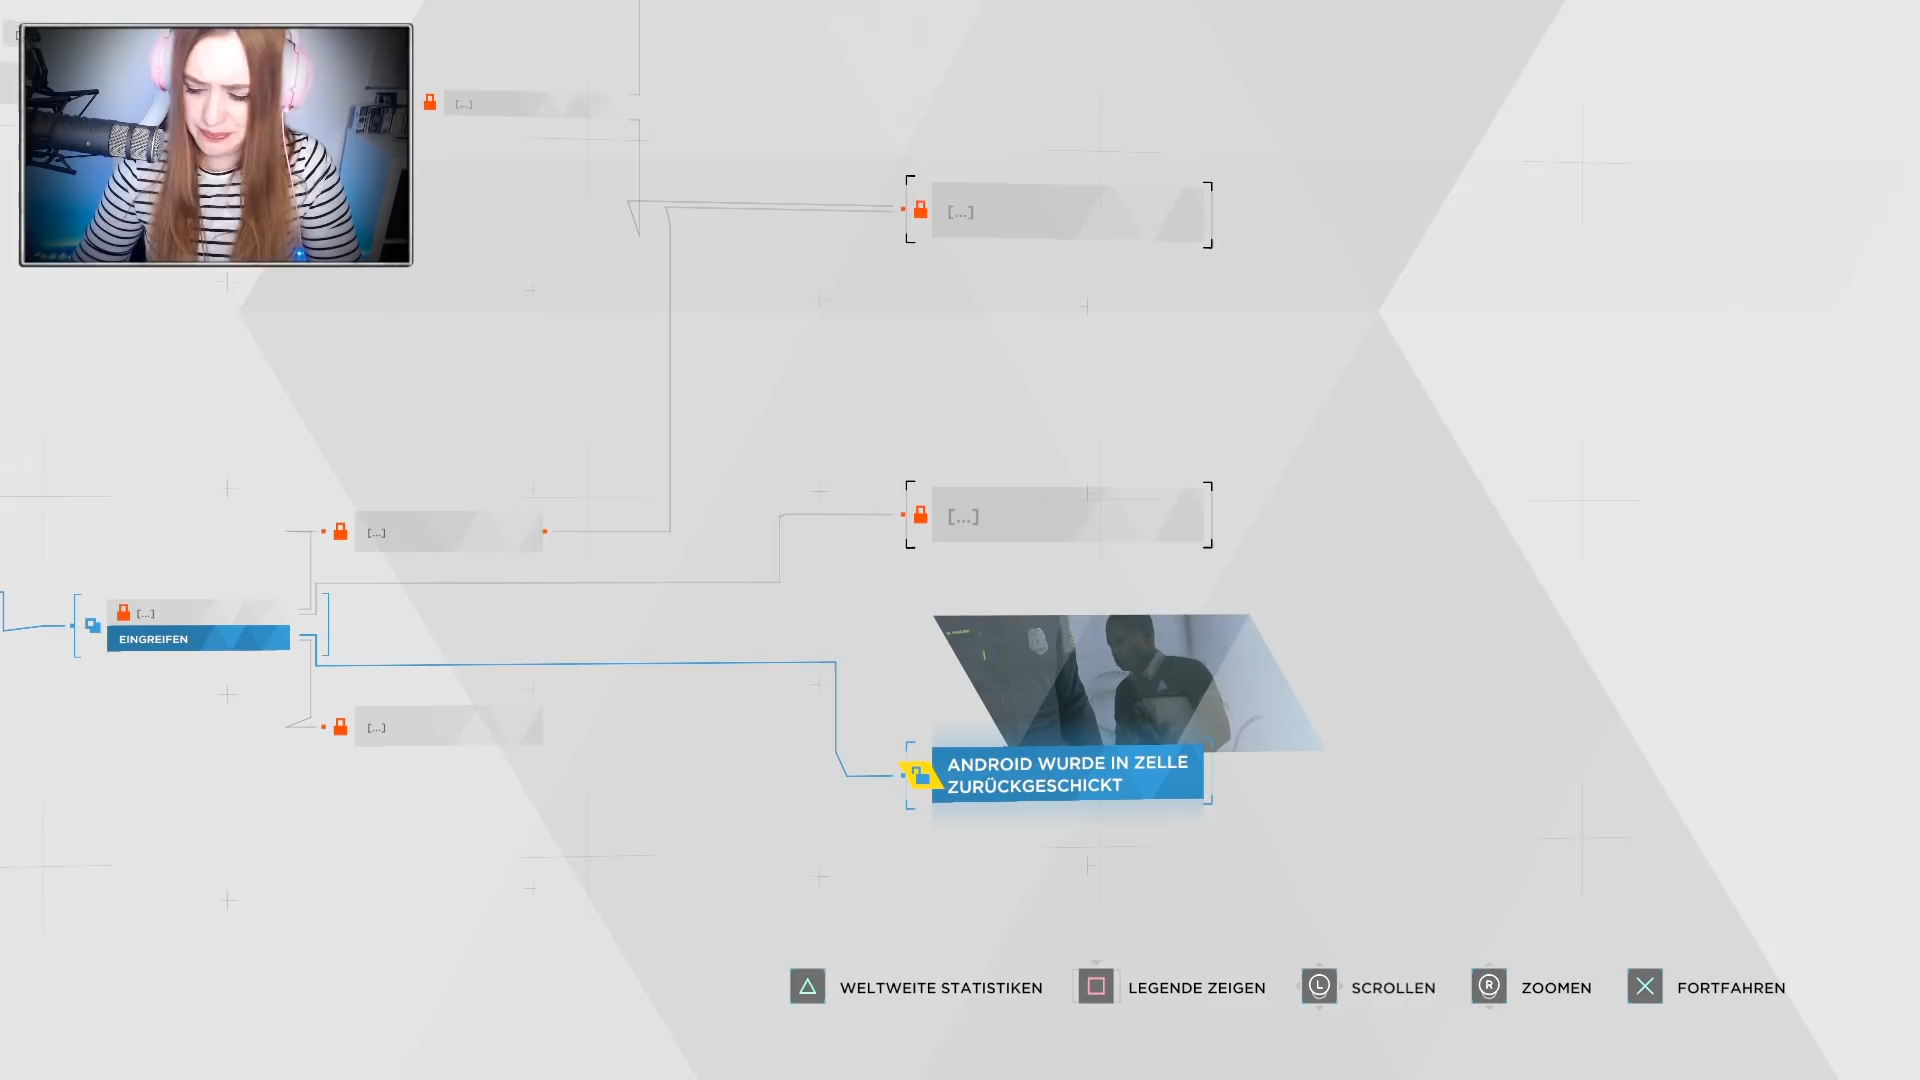 [...]
[...]
[...]
[...]
[...]
EINGREIFEN
[...]
ANDROID WURDE IN ZELLE
ZURÜCKGESCHICKT
WELTWEITE STATISTIKEN
LEGENDE ZEIGEN
L
SCROLLEN
R
ZOOMEN
FORTFAHREN